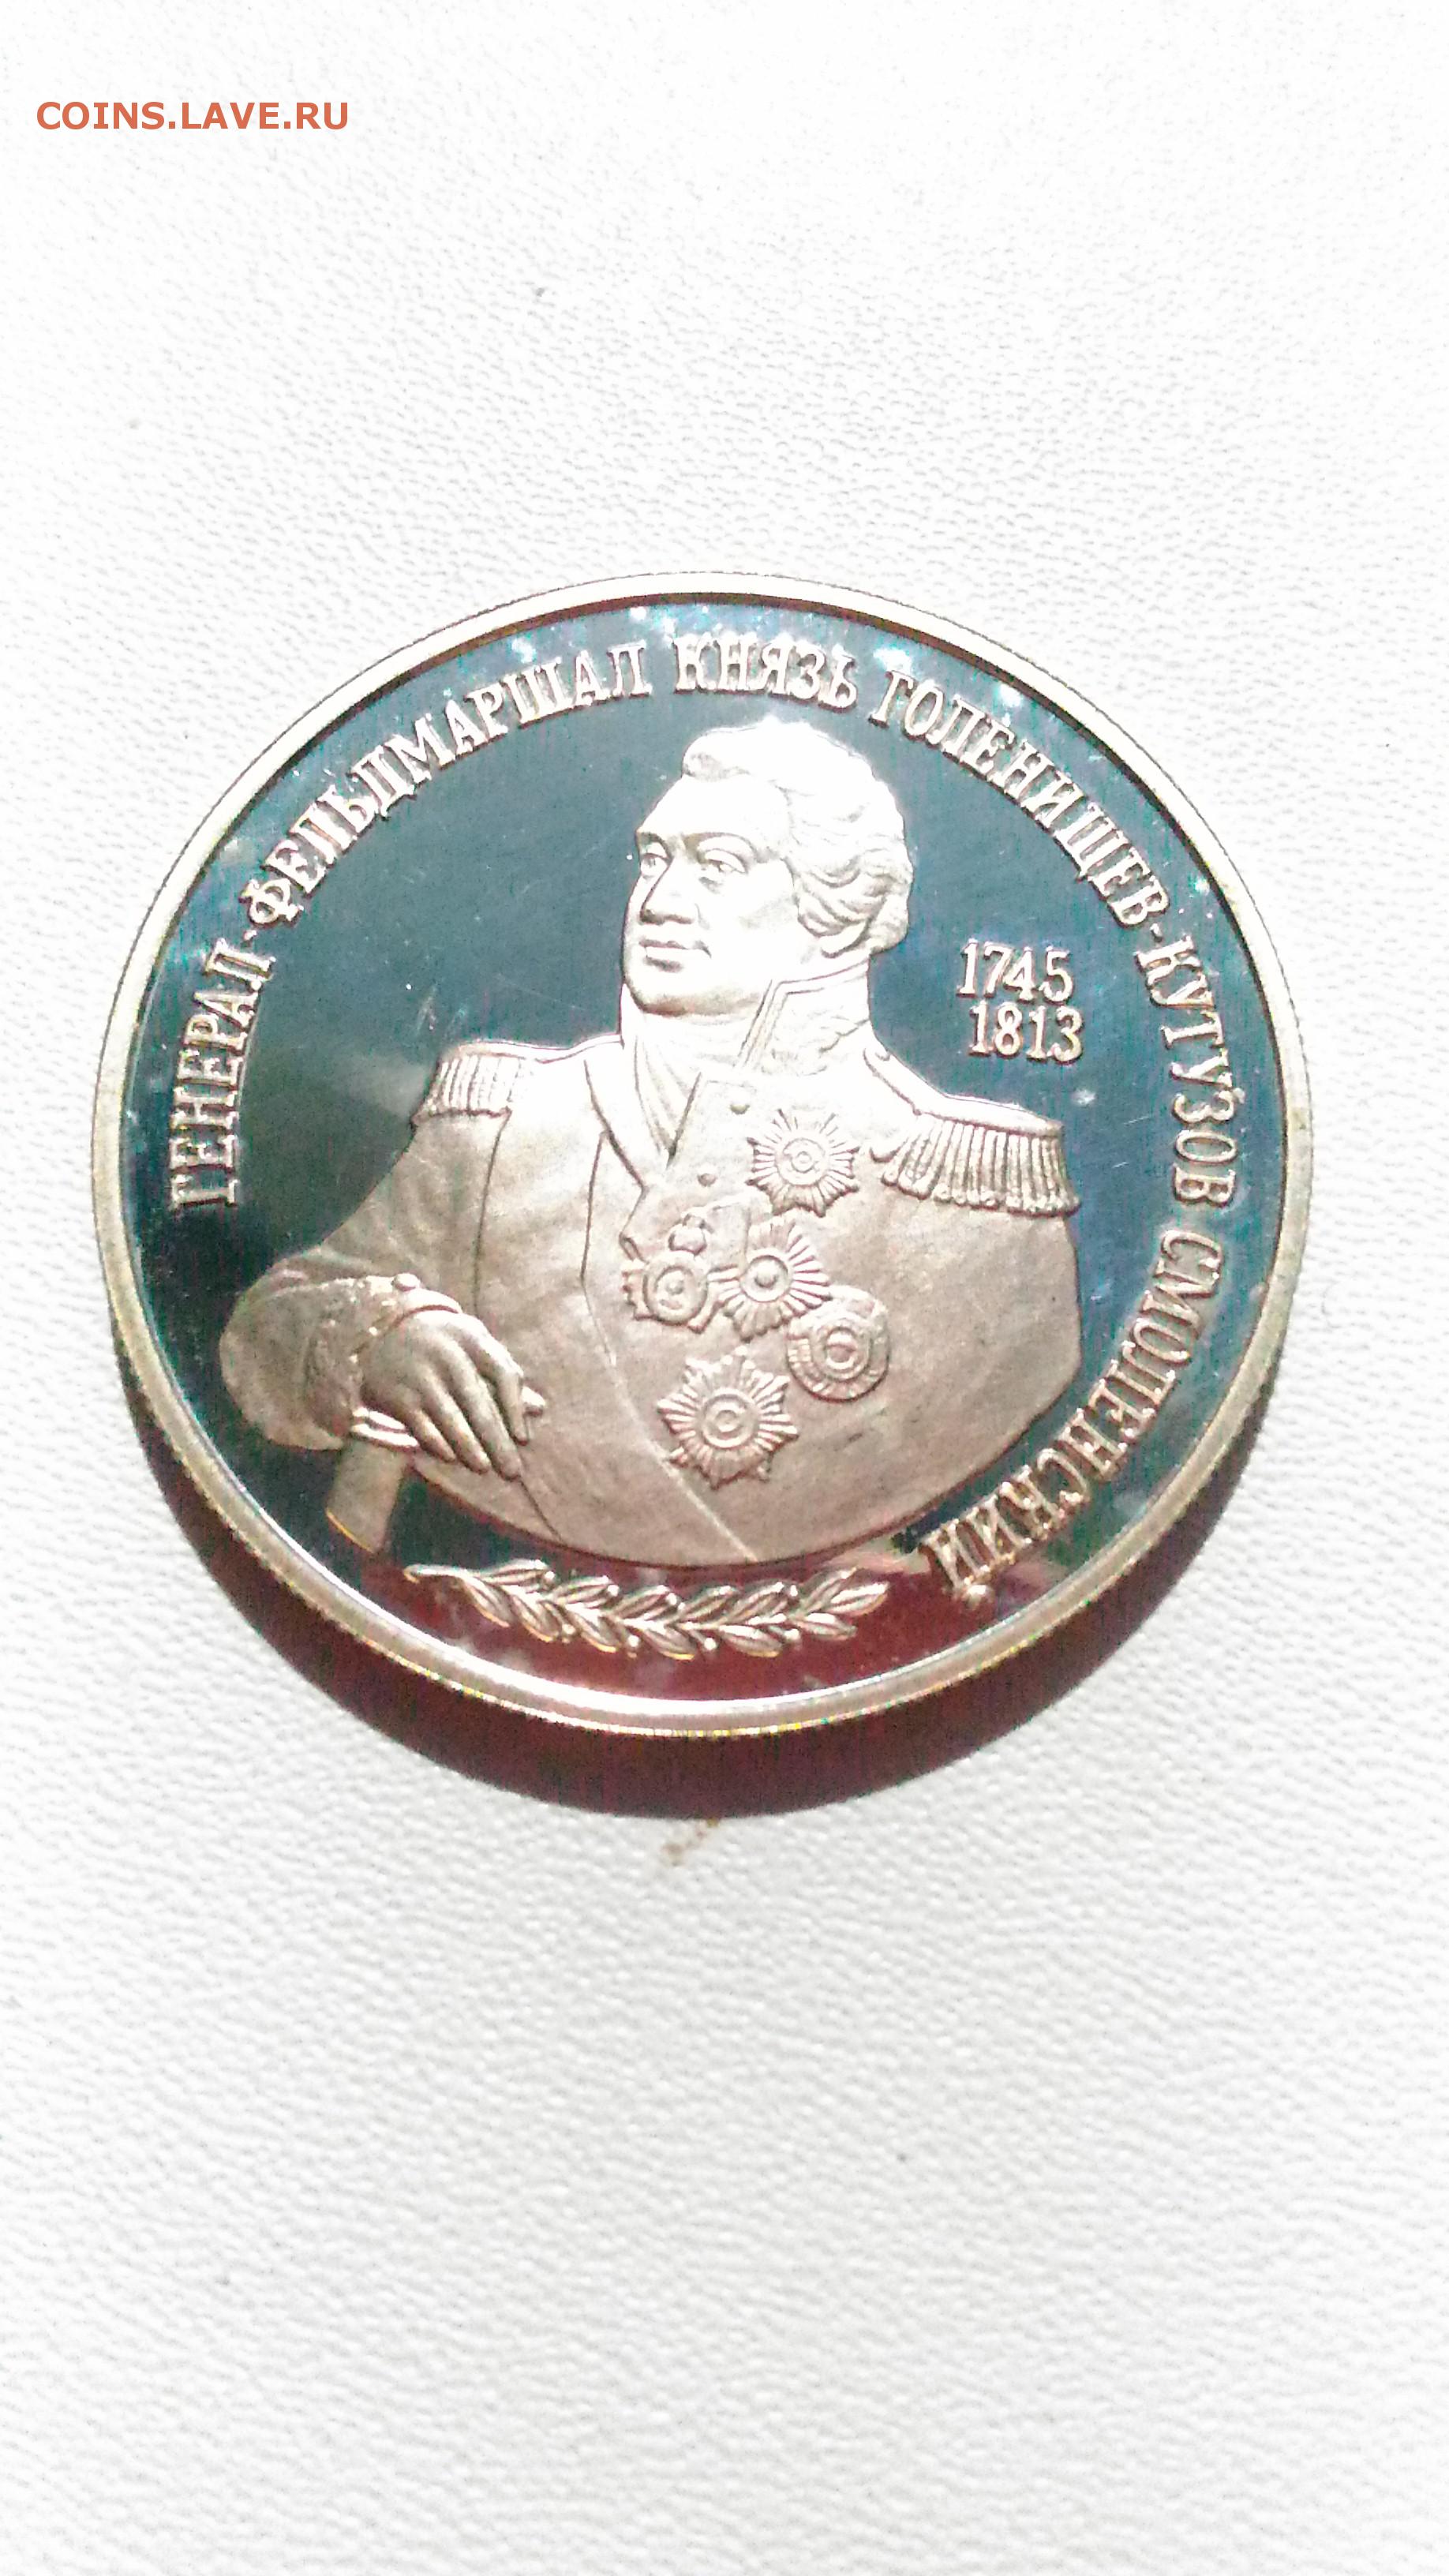 COINS.LAVE.RU
ГЕНЕРАЛ-ФЕЛЬДМАРШАЛ КНЯЗЬ ГОЛЕНИЩЕВ-КУТУЗОВ СМОЛЕНСКИЙ
1745
1813